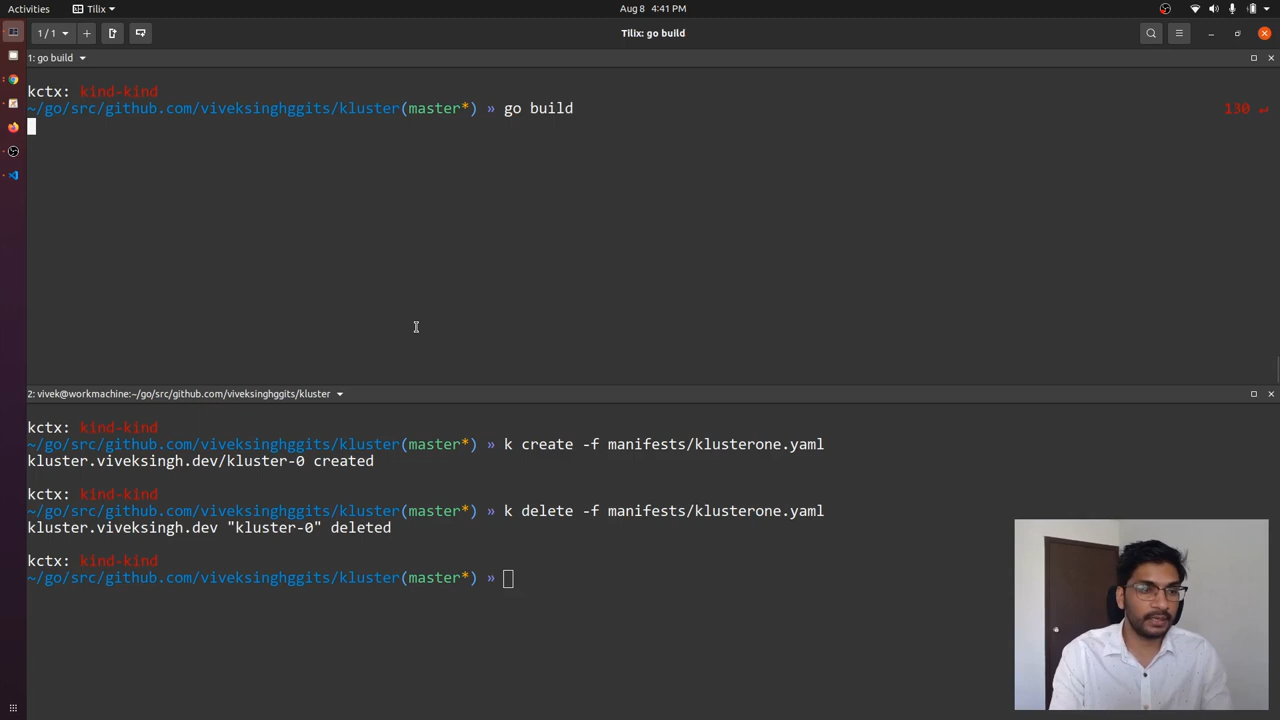 Activities
Tilix
Aug 8 4:41 PM
1 / 1
Tilix: go build
1: go build
kctx: kind-kind
~/go/src/github.com/viveksinghggits/kluster(master*) » go build 130 ↵
2: vivek@workmachine:~/go/src/github.com/viveksinghggits/kluster
kctx: kind-kind
~/go/src/github.com/viveksinghggits/kluster(master*) » k create -f manifests/klusterone.yaml
kluster.viveksingh.dev/kluster-0 created
kctx: kind-kind
~/go/src/github.com/viveksinghggits/kluster(master*) » k delete -f manifests/klusterone.yaml
kluster.viveksingh.dev "kluster-0" deleted
kctx: kind-kind
~/go/src/github.com/viveksinghggits/kluster(master*) »